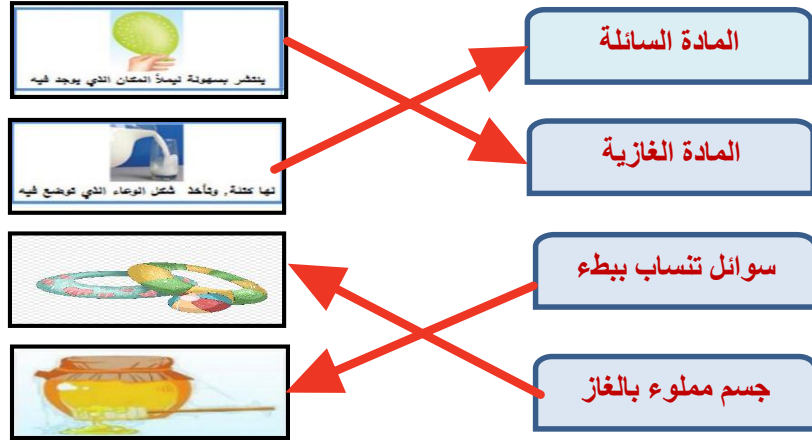 المادة السائلة
ينتشر بسهولة ليملأ المكان الذي يوجد فيه
المادة الغازية
لها كتلة, وتأخذ شكل الوعاء الذي توضع فيه
سوائل تنساب ببطء
جسم مملوء بالغاز